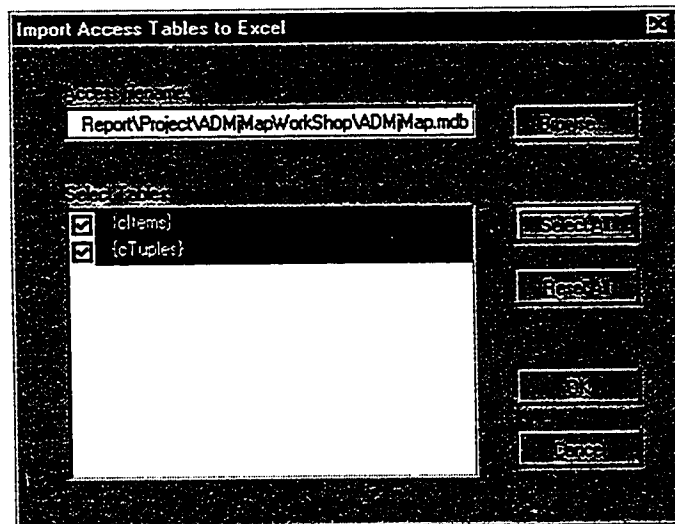 Import Access Tables to Excel
Access filename
Report\Project\ADMjMapWorkShop\ADMjMap.mdb
Browse...
Select Tables
{cItems}
{cTuples}
Select All
Reset All
OK
Cancel